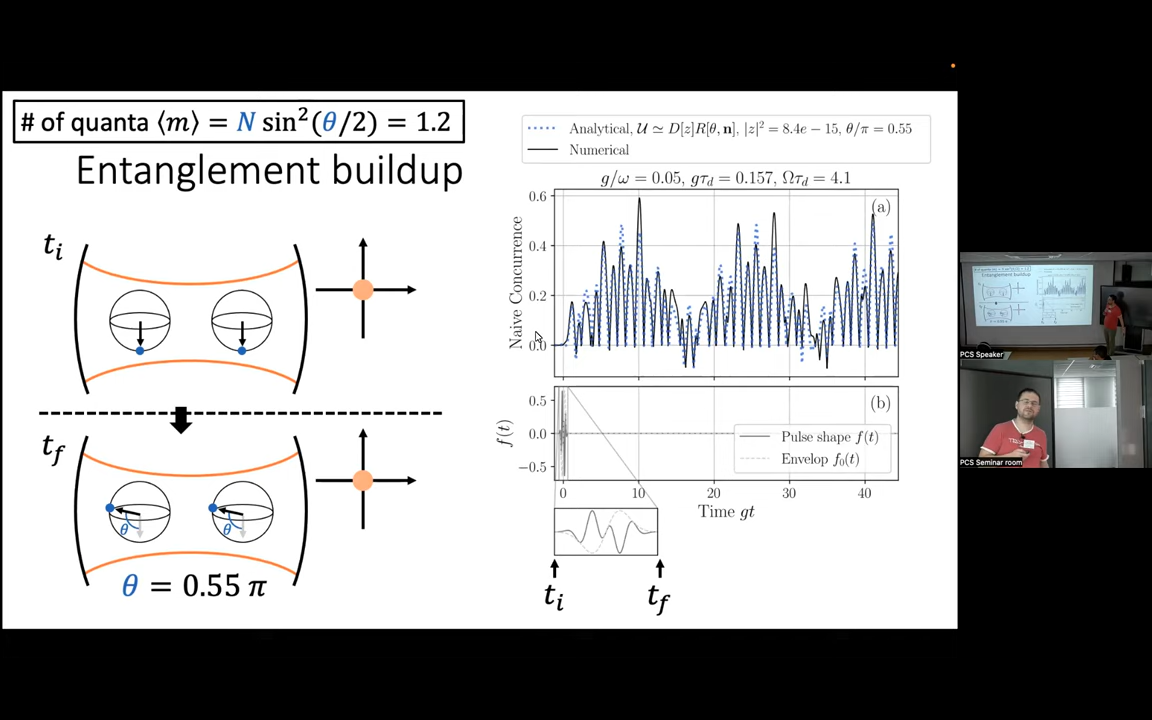 # of quanta ⟨m⟩ = N sin²(θ/2) = 1.2
Entanglement buildup
t_i
t_f
θ
θ
θ = 0.55 π
Analytical, 𝒰 ≃ D[z]R[θ, n], |z|² = 8.4e − 15, θ/π = 0.55
Numerical
g/ω = 0.05, gτ_d = 0.157, Ωτ_d = 4.1
(a)
0.6
0.4
0.2
0.0
Naive Concurrence
(b)
0.5
0.0
−0.5
f(t)
Pulse shape f(t)
Envelop f₀(t)
0 10 20 30 40
Time gt
t_i
t_f
PCS Speaker
PCS Seminar room